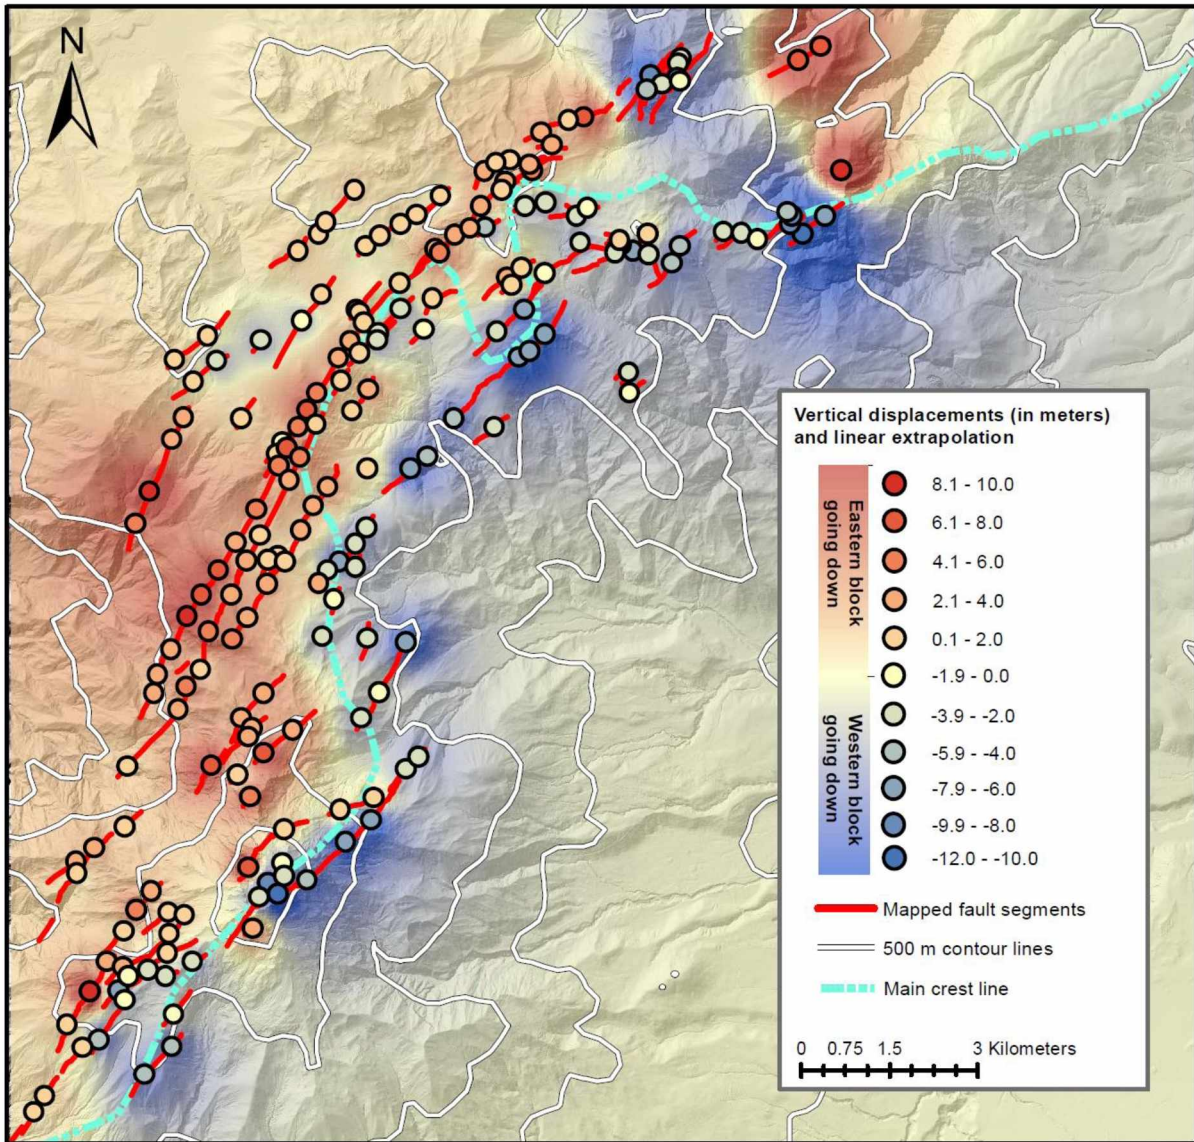 N
Vertical displacements (in meters)
and linear extrapolation
Eastern block
going down
Western block
going down
8.1 - 10.0
6.1 - 8.0
4.1 - 6.0
2.1 - 4.0
0.1 - 2.0
-1.9 - 0.0
-3.9 - -2.0
-5.9 - -4.0
-7.9 - -6.0
-9.9 - -8.0
-12.0 - -10.0
Mapped fault segments
500 m contour lines
Main crest line
0 0.75 1.5 3 Kilometers